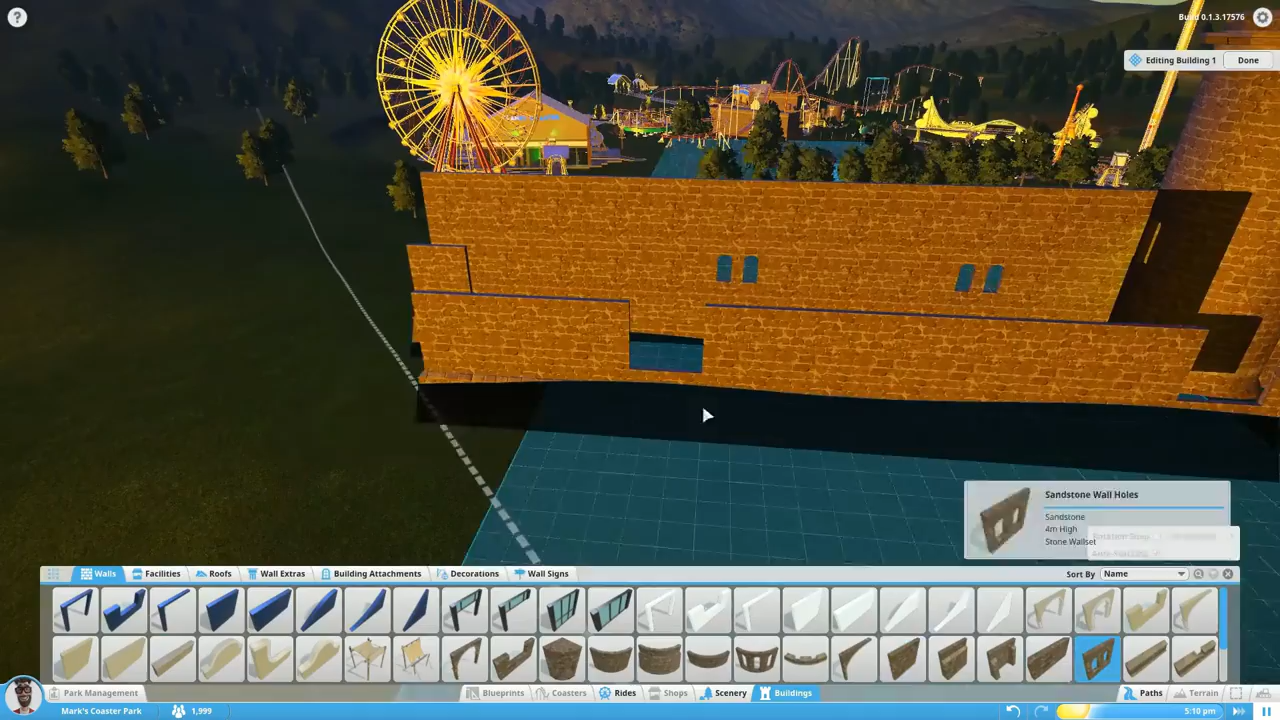 ?
Build 0.1.3.17576
Editing Building 1
Done
Sandstone Wall Holes
Sandstone
4m High
Stone Wallset
Walls
Facilities
Roofs
Wall Extras
Building Attachments
Decorations
Wall Signs
Sort By
Name
Park Management
Blueprints
Coasters
Rides
Shops
Scenery
Buildings
Paths
Terrain
Mark's Coaster Park
1,999
5:10 pm